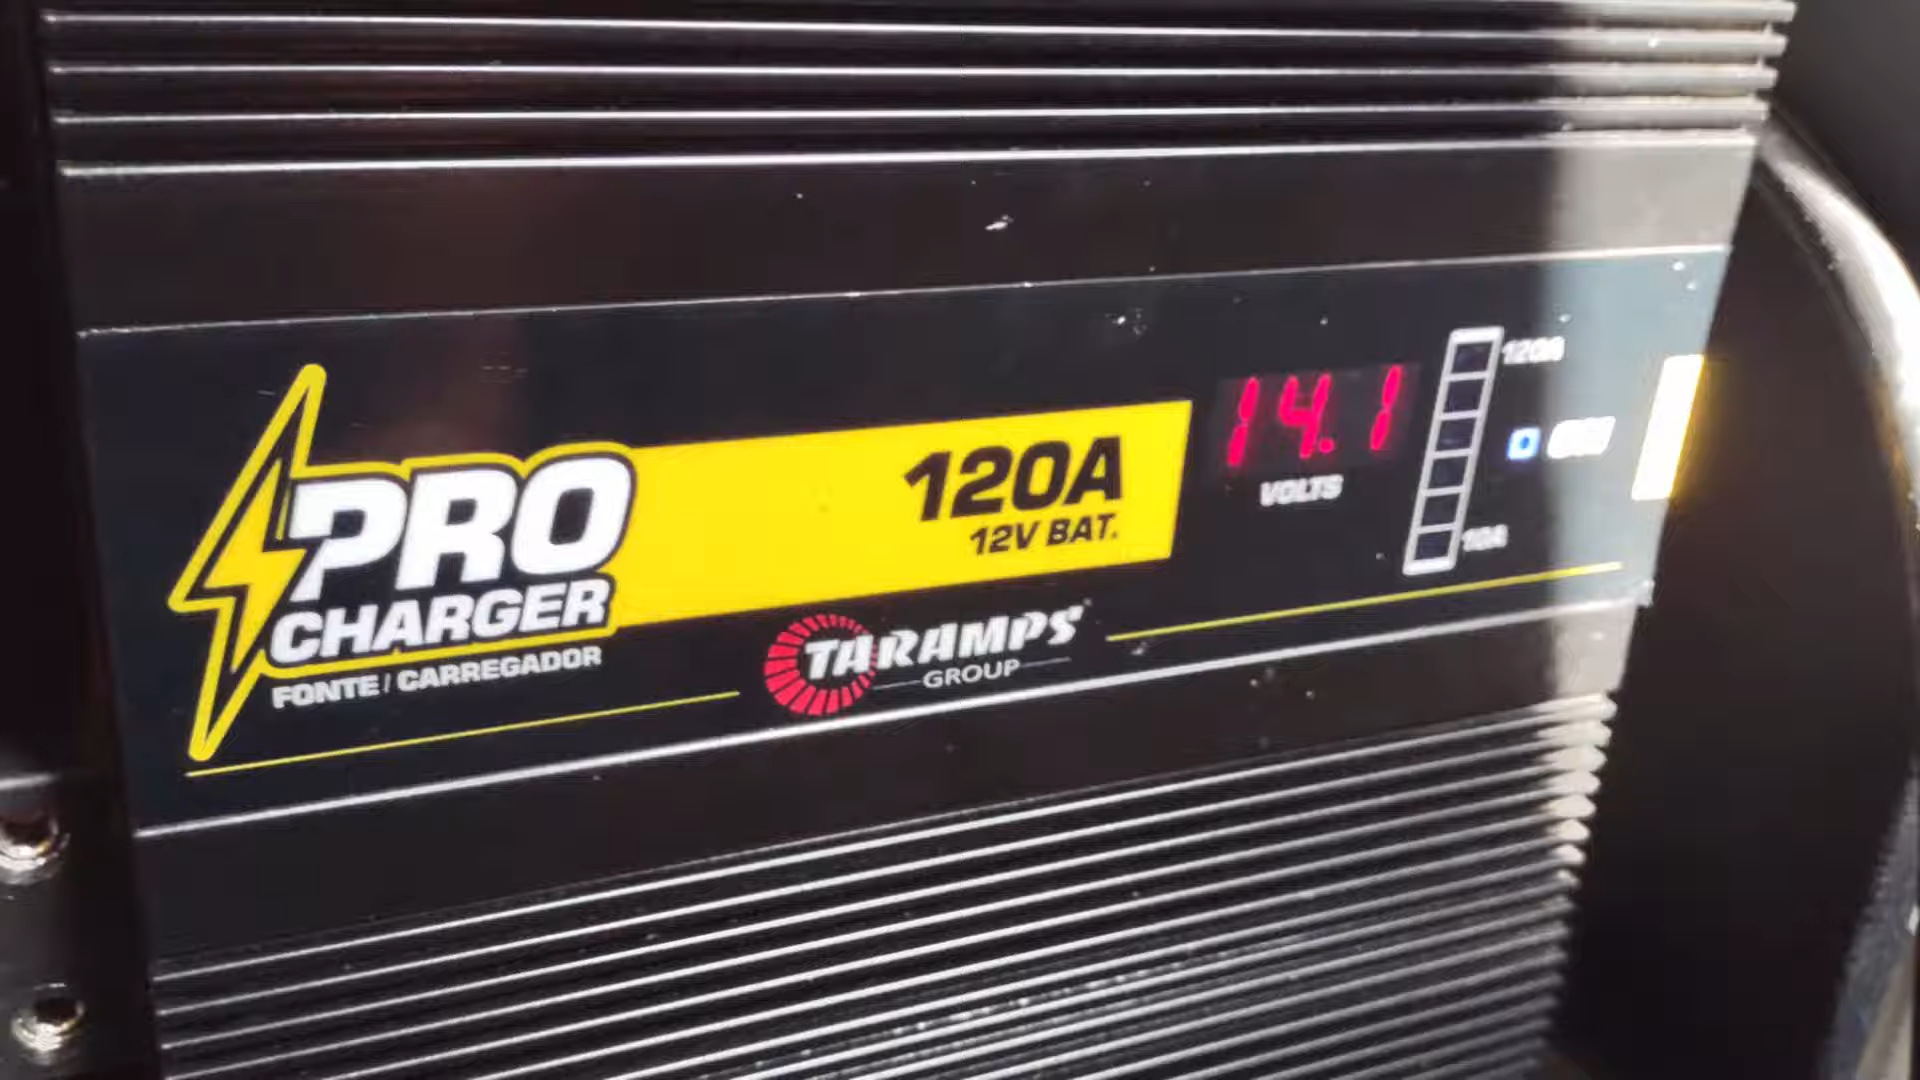 PRO
CHARGER
FONTE / CARREGADOR
120A
12V BAT.
TARAMPS
GROUP
14.1
VOLTS
120A
10A